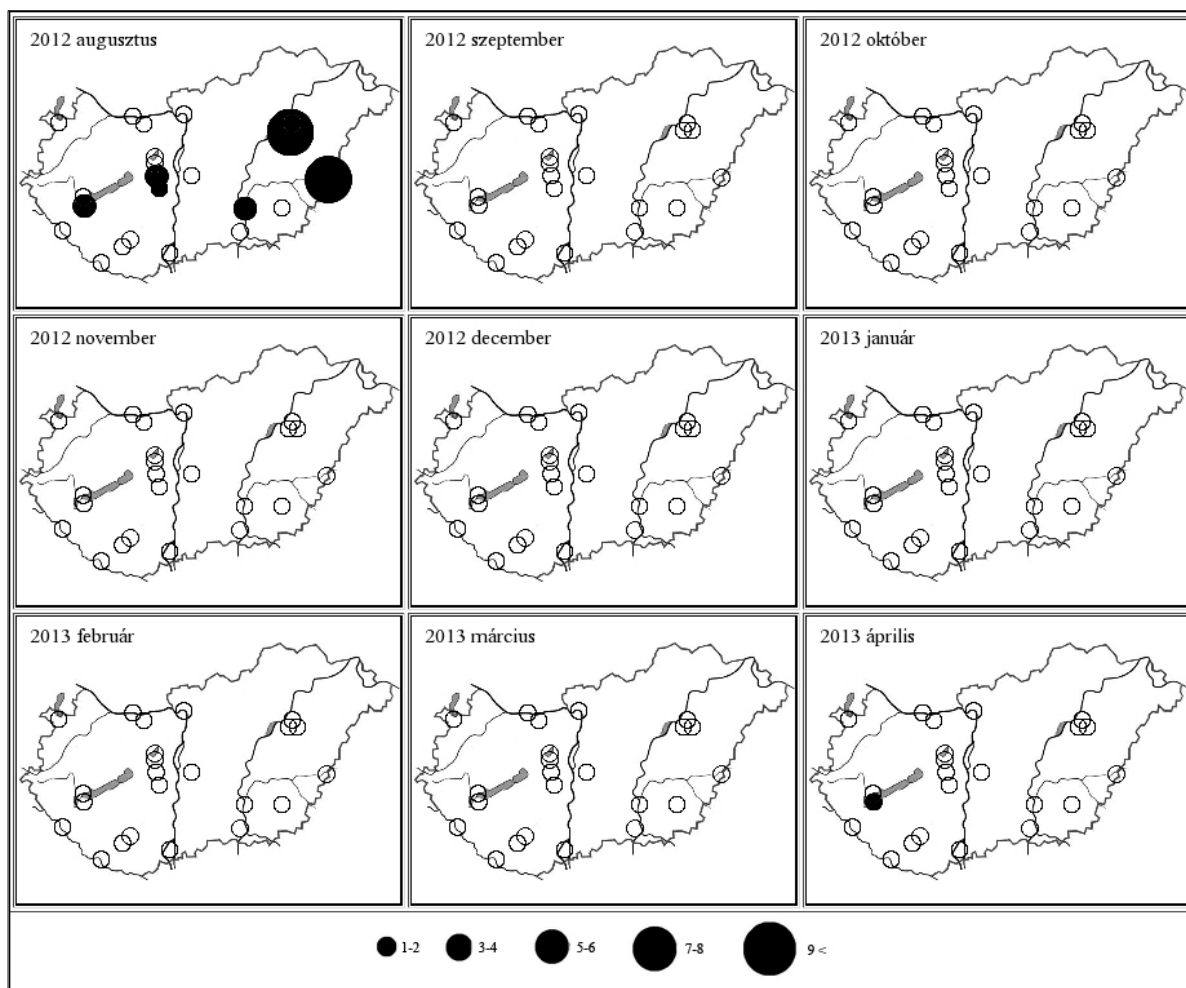 2012 augusztus
2012 szeptember
2012 október
2012 november
2012 december
2013 január
2013 február
2013 március
2013 április
1-2
3-4
5-6
7-8
9 <